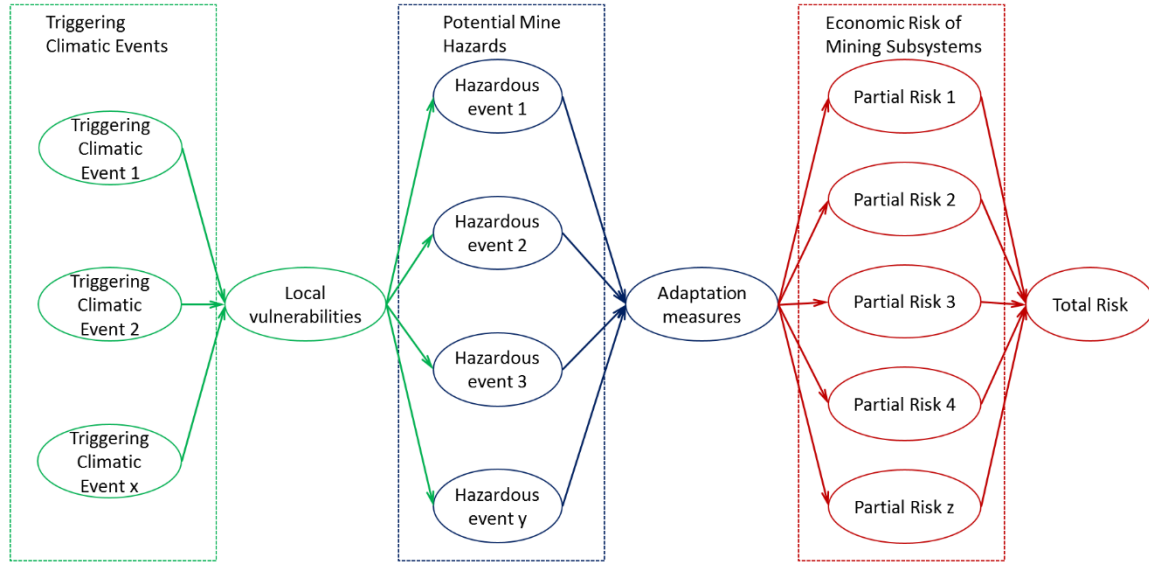 Triggering
Climatic Events
Triggering
Climatic
Event 1
Triggering
Climatic
Event 2
Triggering
Climatic
Event x
Local
vulnerabilities
Potential Mine
Hazards
Hazardous
event 1
Hazardous
event 2
Hazardous
event 3
Hazardous
event y
Adaptation
measures
Economic Risk of
Mining Subsystems
Partial Risk 1
Partial Risk 2
Partial Risk 3
Partial Risk 4
Partial Risk z
Total Risk